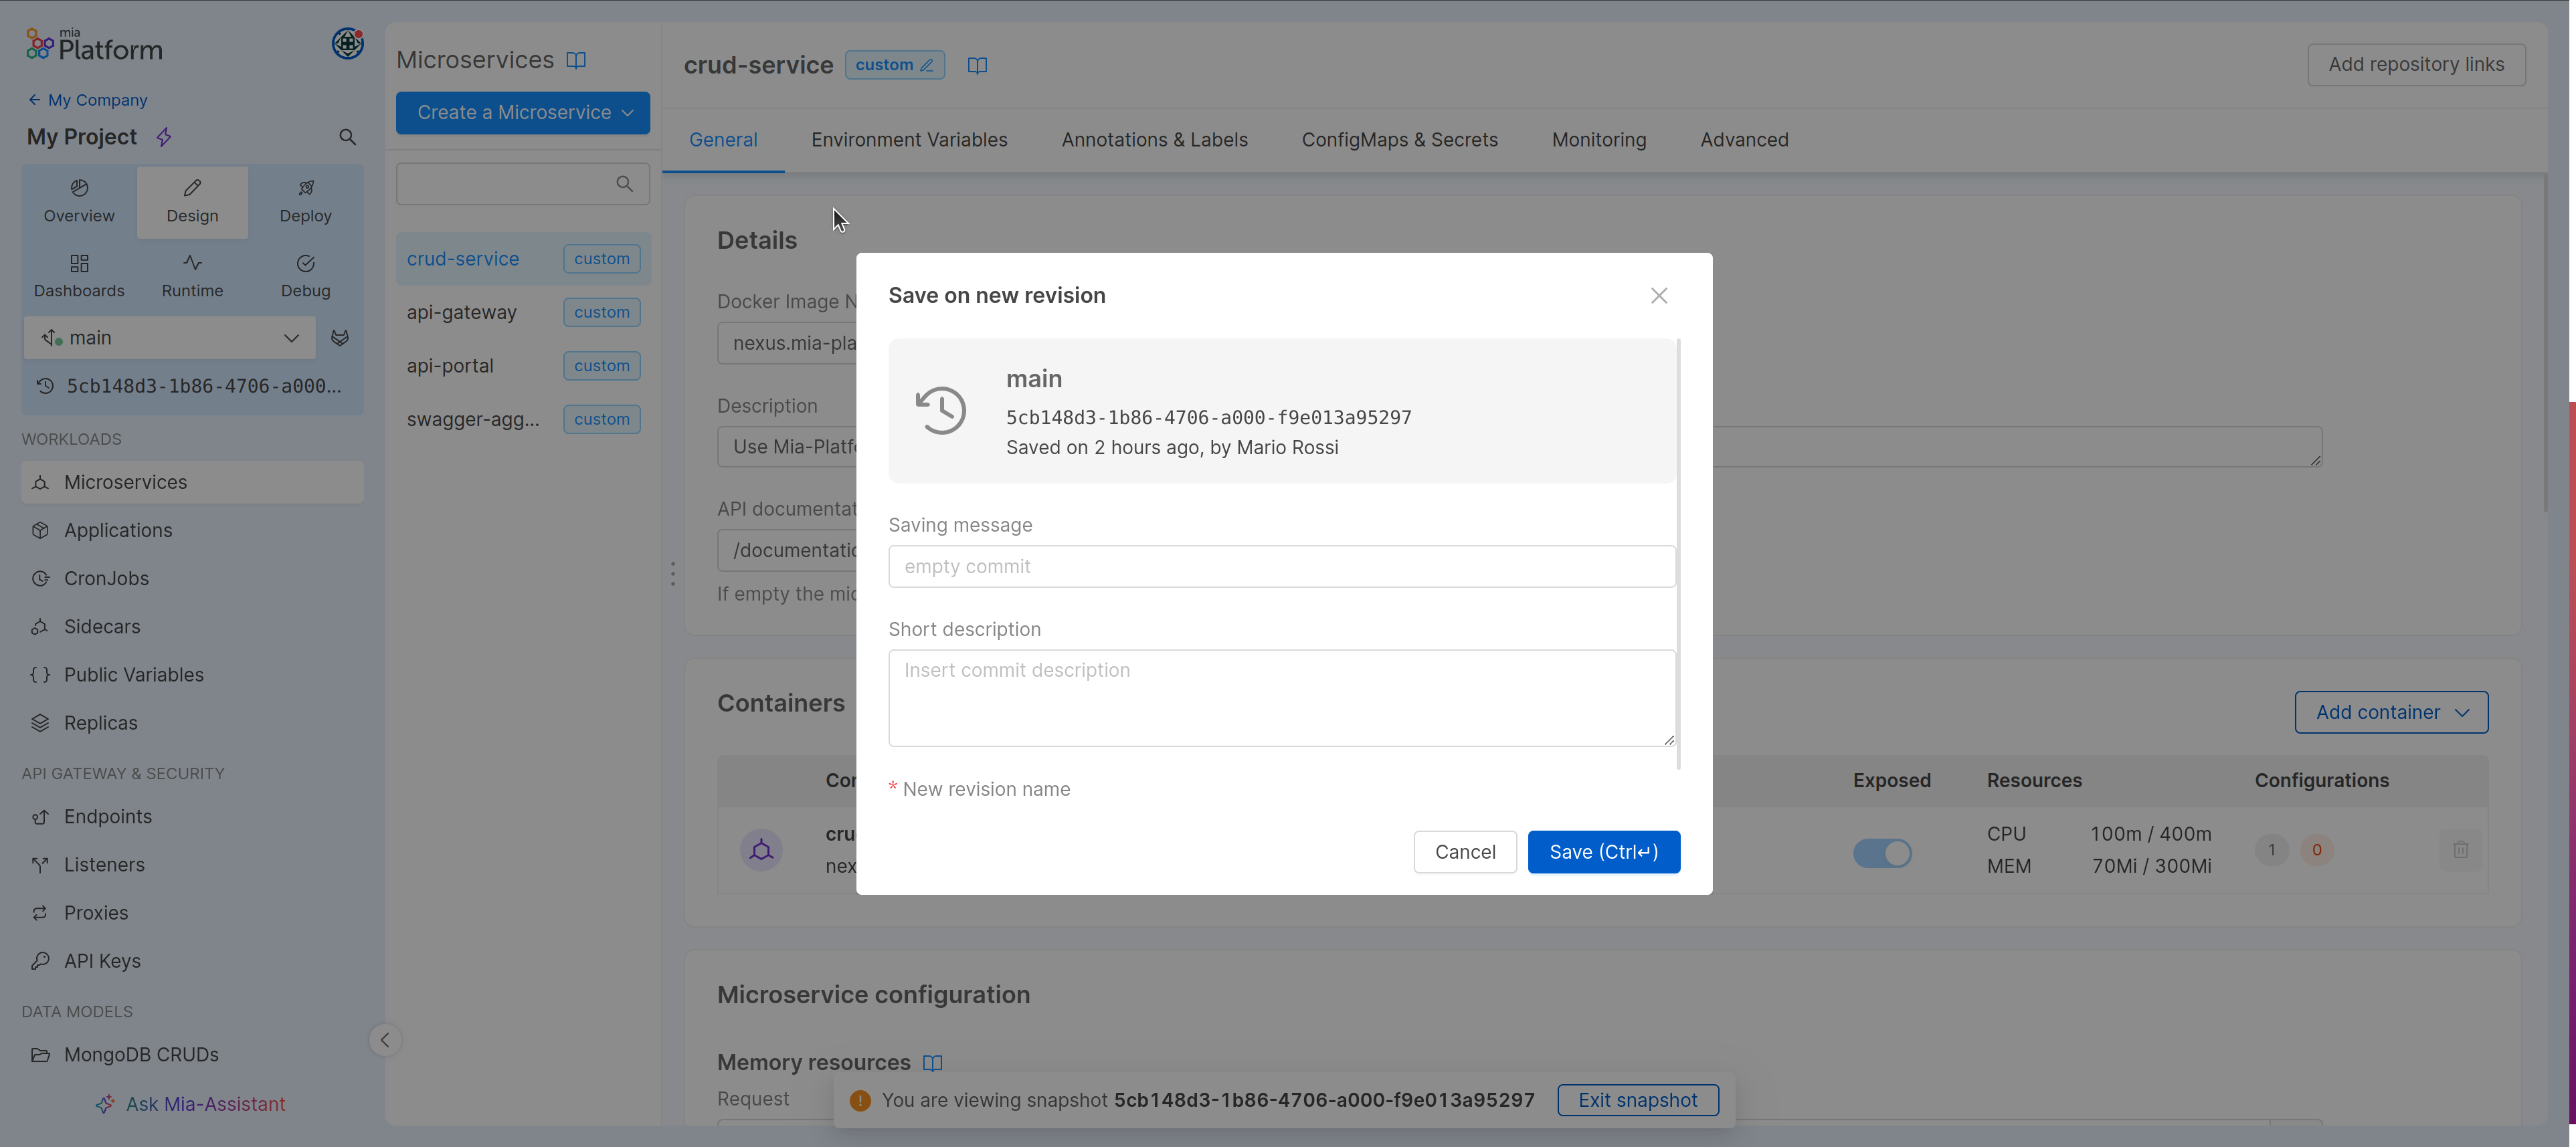 mia
Platform
My Company
My Project
Overview
Design
Deploy
Dashboards
Runtime
Debug
main
5cb148d3-1b86-4706-a000...
WORKLOADS
Microservices
Applications
CronJobs
Sidecars
Public Variables
Replicas
API GATEWAY & SECURITY
Endpoints
Listeners
Proxies
API Keys
DATA MODELS
MongoDB CRUDs
Ask Mia-Assistant
Microservices
Create a Microservice
crud-service custom
api-gateway custom
api-portal custom
swagger-agg... custom
crud-service custom
Add repository links
General Environment Variables Annotations & Labels ConfigMaps & Secrets Monitoring Advanced
Details
Docker Image N
nexus.mia-pla
Description
Use Mia-Platf
API documentat
/documentatic
If empty the mic
Containers
Add container
Cor Exposed Resources Configurations
cru CPU 100m / 400m 1 0
nex MEM 70Mi / 300Mi
Microservice configuration
Memory resources
Request
Save on new revision
main
5cb148d3-1b86-4706-a000-f9e013a95297
Saved on 2 hours ago, by Mario Rossi
Saving message
empty commit
Short description
Insert commit description
* New revision name
Cancel
Save (Ctrl↵)
You are viewing snapshot 5cb148d3-1b86-4706-a000-f9e013a95297
Exit snapshot